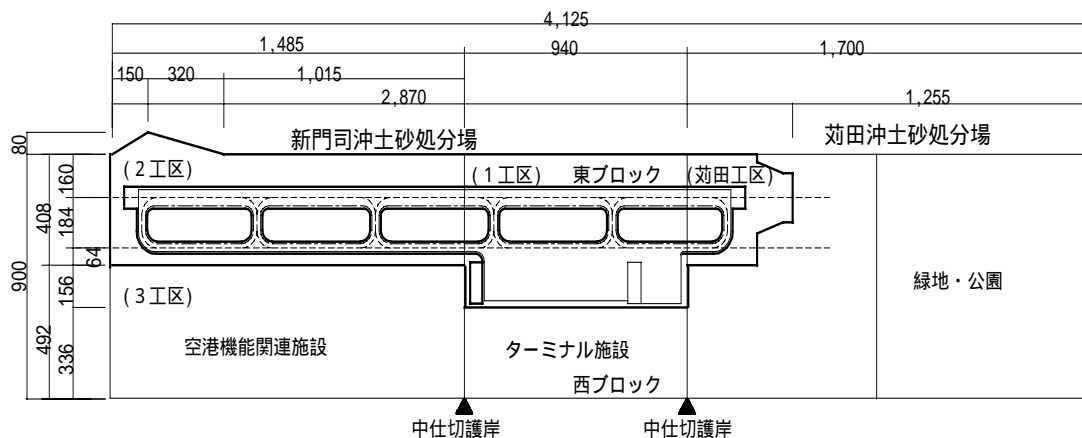 4,125
1,485
940
1,700
150
320
1,015
2,870
1,255
80
新門司沖土砂処分場
苅田沖土砂処分場
160
(2工区)
(1工区)
東ブロック
(苅田工区)
408
184
64
900
156
(3工区)
緑地・公園
492
336
空港機能関連施設
ターミナル施設
西ブロック
中仕切護岸
中仕切護岸